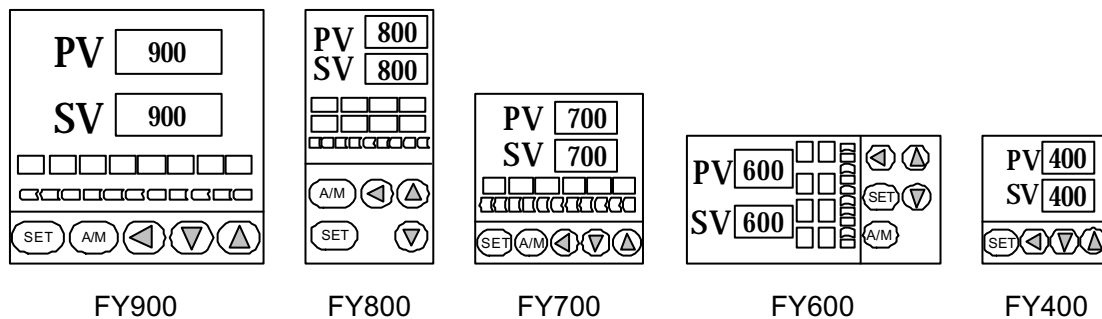 PV 900
SV 900
SET A/M
FY900
PV 800
SV 800
A/M
SET
FY800
PV 700
SV 700
SET A/M
FY700
PV 600
SV 600
SET
A/M
FY600
PV 400
SV 400
SET
FY400